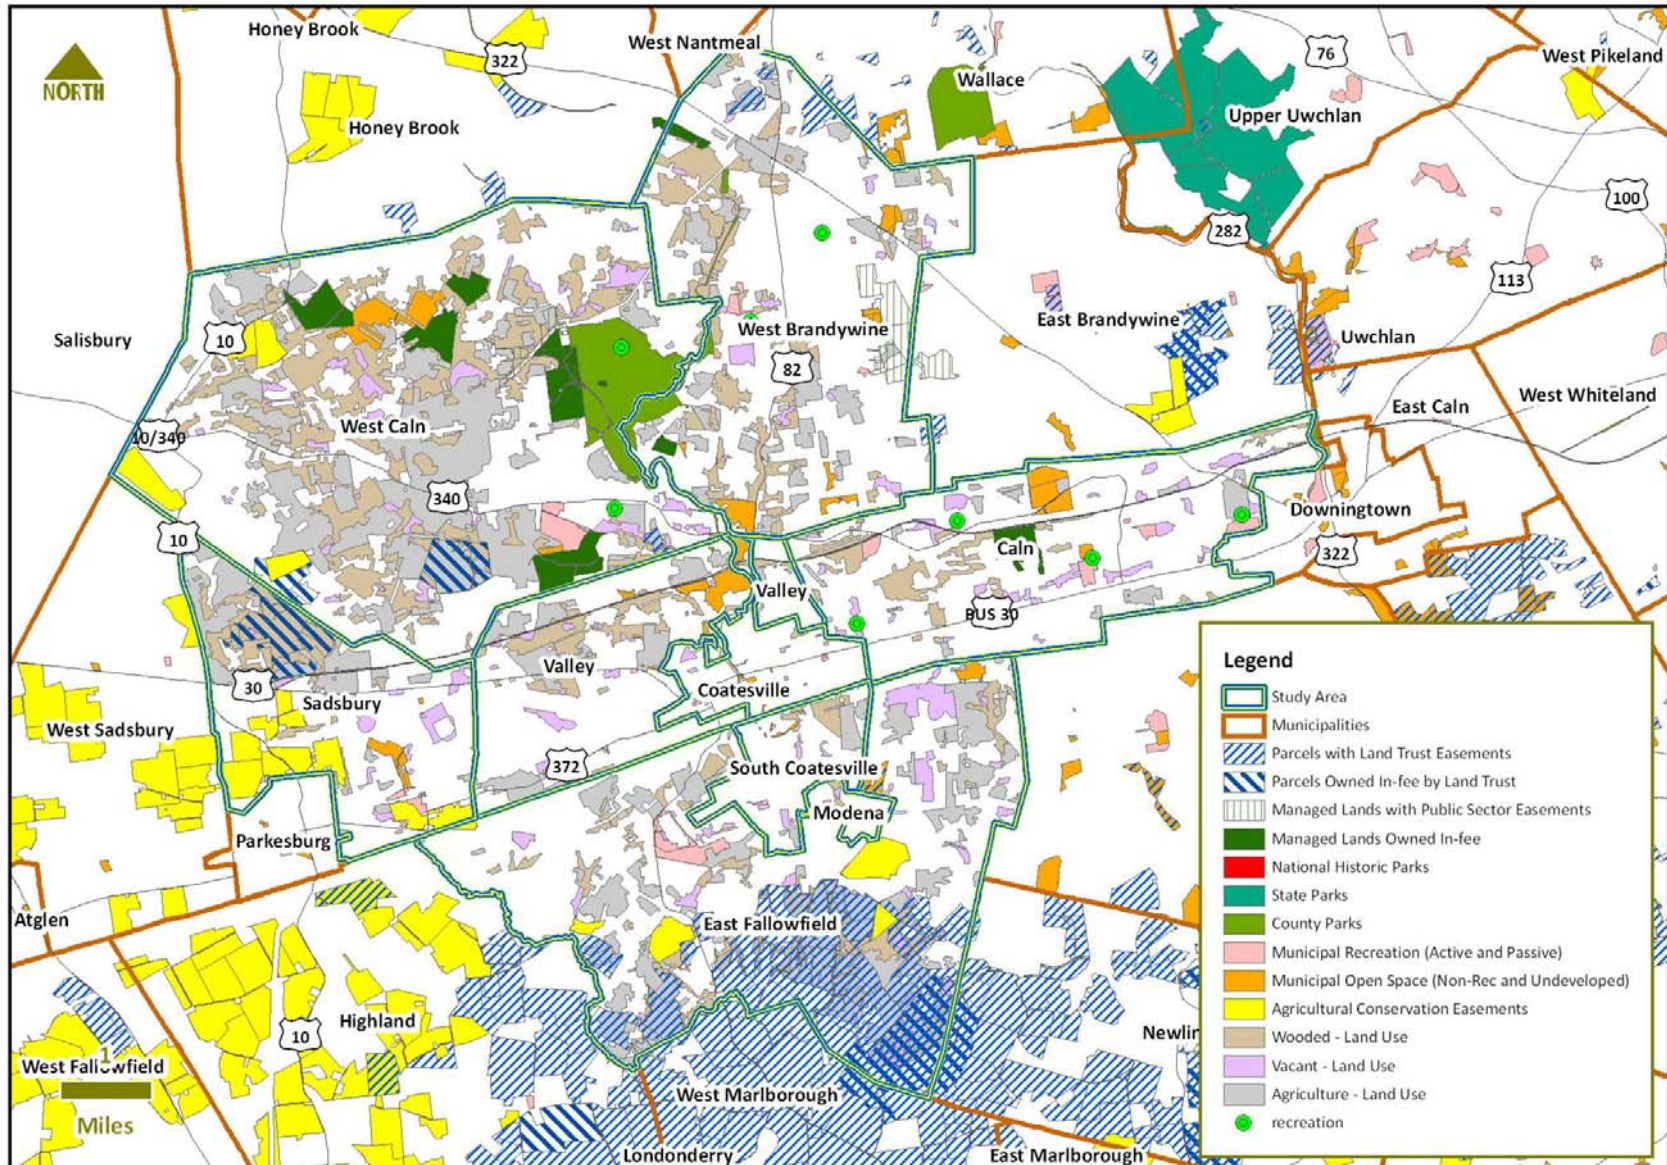 Honey Brook
West Nantmeal
322
76
West Pikeland
Wallace
NORTH
Upper Uwchlan
Honey Brook
100
282
113
Salisbury
10
West Brandywine
East Brandywine
Uwchlan
82
West Whiteland
East Caln
West Caln
10/340
340
Downingtown
10
Caln
322
Valley
BUS 30
Valley
30
Sadsbury
Coatesville
West Sadsbury
372
South Coatesville
Modena
Parkesburg
Atglen
East Fallowfield
Highland
10
West Fallowfield
1
Miles
West Marlborough
Londonderry
East Marlborough
Legend
Study Area
Municipalities
Parcels with Land Trust Easements
Parcels Owned In-fee by Land Trust
Managed Lands with Public Sector Easements
Managed Lands Owned In-fee
National Historic Parks
State Parks
County Parks
Municipal Recreation (Active and Passive)
Municipal Open Space (Non-Rec and Undeveloped)
Agricultural Conservation Easements
Wooded - Land Use
Vacant - Land Use
Agriculture - Land Use
recreation